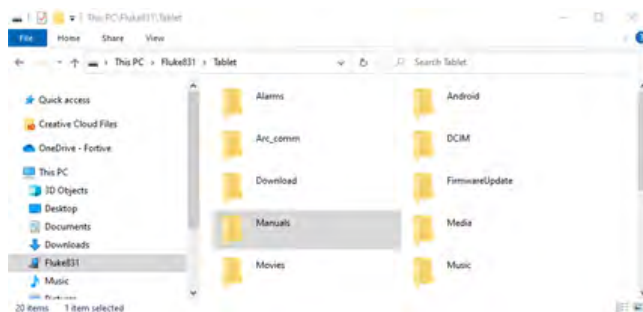 This PC\Fluke831\Tablet
File Home Share View
This PC › Fluke831 › Tablet
Search Tablet
Quick access
Creative Cloud Files
OneDrive - Fortive
This PC
3D Objects
Desktop
Documents
Downloads
Fluke831
Music
Pictures
Alarms
Android
Arc_comm
DCIM
Download
FirmwareUpdate
Manuals
Media
Movies
Music
20 items 1 item selected